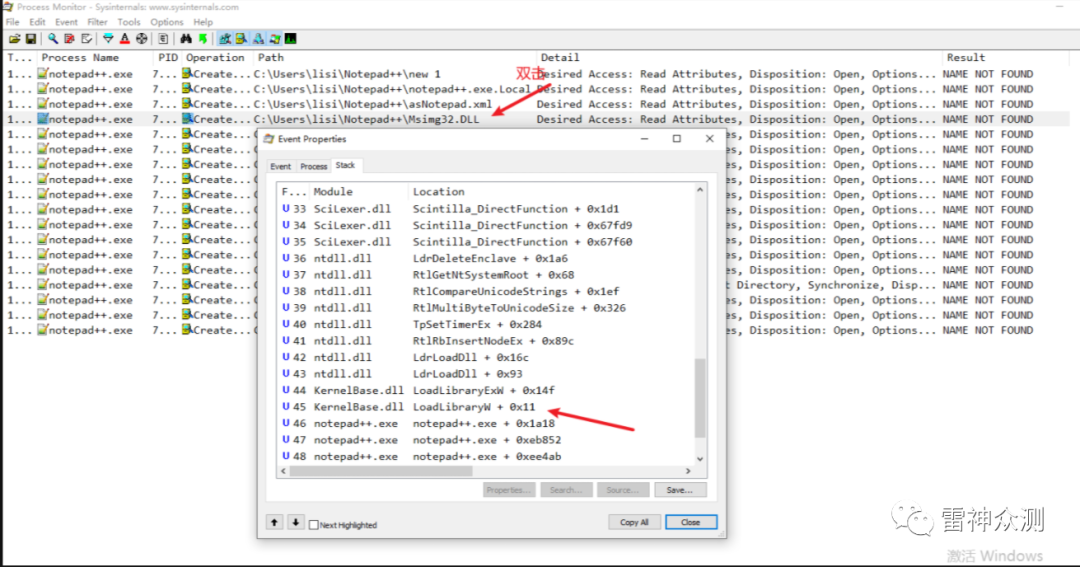 Process Monitor - Sysinternals: www.sysinternals.com
File Edit Event Filter Tools Options Help
T... Process Name PID Operation Path Detail Result
1... notepad++.exe 7... Create... C:\Users\lisi\Notepad++\new 1 Desired Access: Read Attributes, Disposition: Open, Options... NAME NOT FOUND
双击
1... notepad++.exe 7... Create... C:\Users\lisi\Notepad++\notepad++.exe.Local Desired Access: Read Attributes, Disposition: Open, Options... NAME NOT FOUND
1... notepad++.exe 7... Create... C:\Users\lisi\Notepad++\asNotepad.xml Desired Access: Read Attributes, Disposition: Open, Options... NAME NOT FOUND
1... notepad++.exe 7... Create... C:\Users\lisi\Notepad++\Msimg32.DLL Desired Access: Read Attributes, Disposition: Open, Options... NAME NOT FOUND
1... notepad++.exe 7... Create... es, Disposition: Open, Options... NAME NOT FOUND
1... notepad++.exe 7... Create... es, Disposition: Open, Options... NAME NOT FOUND
1... notepad++.exe 7... Create... es, Disposition: Open, Options... NAME NOT FOUND
1... notepad++.exe 7... Create... es, Disposition: Open, Options... NAME NOT FOUND
1... notepad++.exe 7... Create... es, Disposition: Open, Options... NAME NOT FOUND
1... notepad++.exe 7... Create... es, Disposition: Open, Options... NAME NOT FOUND
1... notepad++.exe 7... Create... es, Disposition: Open, Options... NAME NOT FOUND
1... notepad++.exe 7... Create... es, Disposition: Open, Options... NAME NOT FOUND
1... notepad++.exe 7... Create... es, Disposition: Open, Options... NAME NOT FOUND
1... notepad++.exe 7... Create... es, Disposition: Open, Options... NAME NOT FOUND
1... notepad++.exe 7... Create... t Directory, Synchronize, Disp... NAME NOT FOUND
1... notepad++.exe 7... Create... es, Disposition: Open, Options... NAME NOT FOUND
1... notepad++.exe 7... Create... es, Disposition: Open, Options... NAME NOT FOUND
1... notepad++.exe 7... Create... es, Disposition: Open, Options... NAME NOT FOUND
Event Properties
Event Process Stack
F... Module Location
U 33 SciLexer.dll Scintilla_DirectFunction + 0x1d1
U 34 SciLexer.dll Scintilla_DirectFunction + 0x67fd9
U 35 SciLexer.dll Scintilla_DirectFunction + 0x67f60
U 36 ntdll.dll LdrDeleteEnclave + 0x1a6
U 37 ntdll.dll RtlGetNtSystemRoot + 0x68
U 38 ntdll.dll RtlCompareUnicodeStrings + 0x1ef
U 39 ntdll.dll RtlMultiByteToUnicodeSize + 0x326
U 40 ntdll.dll TpSetTimerEx + 0x284
U 41 ntdll.dll RtlRbInsertNodeEx + 0x89c
U 42 ntdll.dll LdrLoadDll + 0x16c
U 43 ntdll.dll LdrLoadDll + 0x93
U 44 KernelBase.dll LoadLibraryExW + 0x14f
U 45 KernelBase.dll LoadLibraryW + 0x11
U 46 notepad++.exe notepad++.exe + 0x1a18
U 47 notepad++.exe notepad++.exe + 0xeb852
U 48 notepad++.exe notepad++.exe + 0xee4ab
Properties... Search... Source... Save...
Next Highlighted Copy All Close
雷神众测
激活 Windows